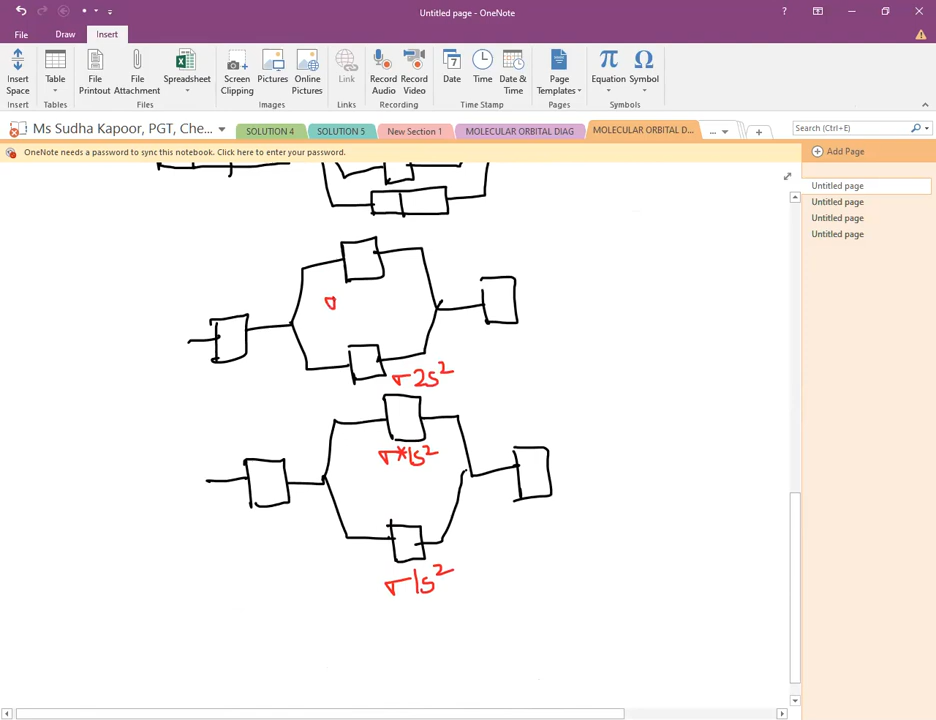 Untitled page - OneNote
File
Draw
Insert
Insert Space
Table
File Printout
File Attachment
Spreadsheet
Screen Clipping
Pictures
Online Pictures
Link
Record Audio
Record Video
Date
Time
Date & Time
Page Templates
Equation
Symbol
Insert
Tables
Files
Images
Links
Recording
Time Stamp
Pages
Symbols
Ms Sudha Kapoor, PGT, Che...
SOLUTION 4
SOLUTION 5
New Section 1
MOLECULAR ORBITAL DIAG
MOLECULAR ORBITAL D...
...
Search (Ctrl+E)
OneNote needs a password to sync this notebook. Click here to enter your password.
Add Page
Untitled page
Untitled page
Untitled page
Untitled page
σ
σ2s²
σ*1s²
σ1s²